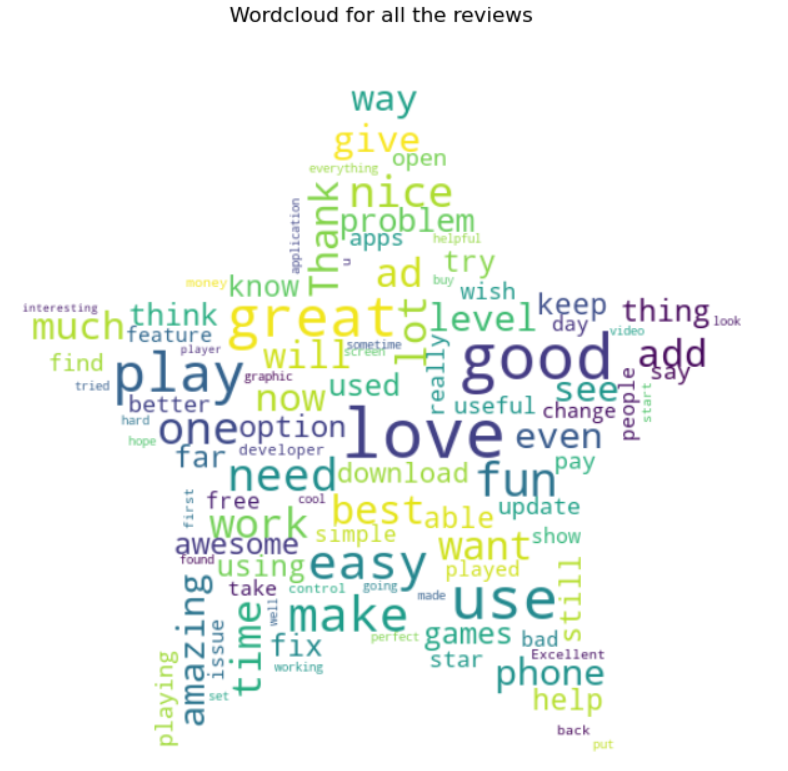 Wordcloud for all the reviews
way
give
open
everything
nice
Thank
application
problem
apps
helpful
u
ad
try
buy
money
know
wish
keep
thing
interesting
much
think
great
lot
level
day
look
feature
video
sometime
player
will
screen
good
add
find
play
graphic
really
say
tried
used
see
people
start
better
now
useful
change
hard
one
option
love
even
hope
developer
far
need
download
fun
pay
first
free
cool
best
able
update
work
simple
want
show
awesome
found
using
easy
played
still
take
control
going
made
use
amazing
issue
time
well
make
perfect
games
bad
fix
star
Excellent
playing
working
phone
set
help
back
put